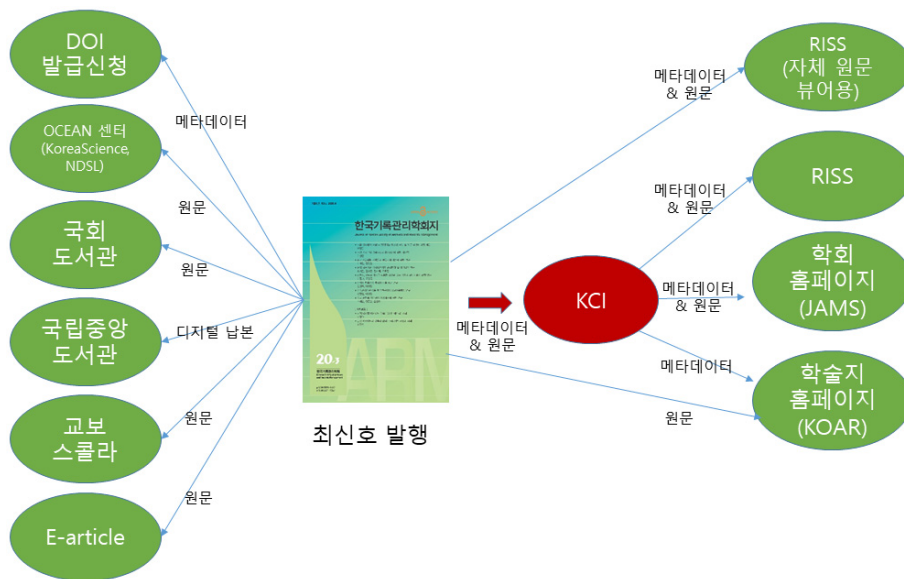 DOI
발급신청
메타데이터
OCEAN 센터
(KoreaScience,
NDSL)
원문
국회
도서관
원문
국립중앙
도서관
디지털 납본
교보
스콜라
원문
E-article
원문
한국기록관리학회지
20
ARM
최신호 발행
메타데이터
& 원문
KCI
메타데이터
& 원문
RISS
(자체 원문
뷰어용)
메타데이터
& 원문
RISS
메타데이터
& 원문
학회
홈페이지
(JAMS)
메타데이터
원문
학술지
홈페이지
(KOAR)